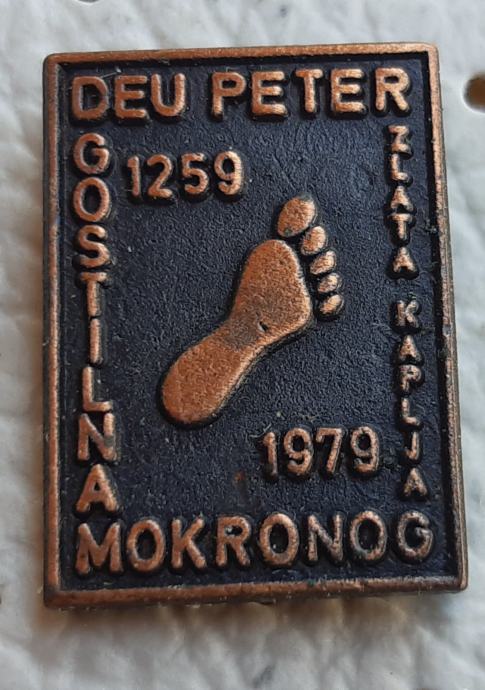 DEU PETER
GOSTILNA
1259
ZLATA KAPLJA
1979
MOKRONOG